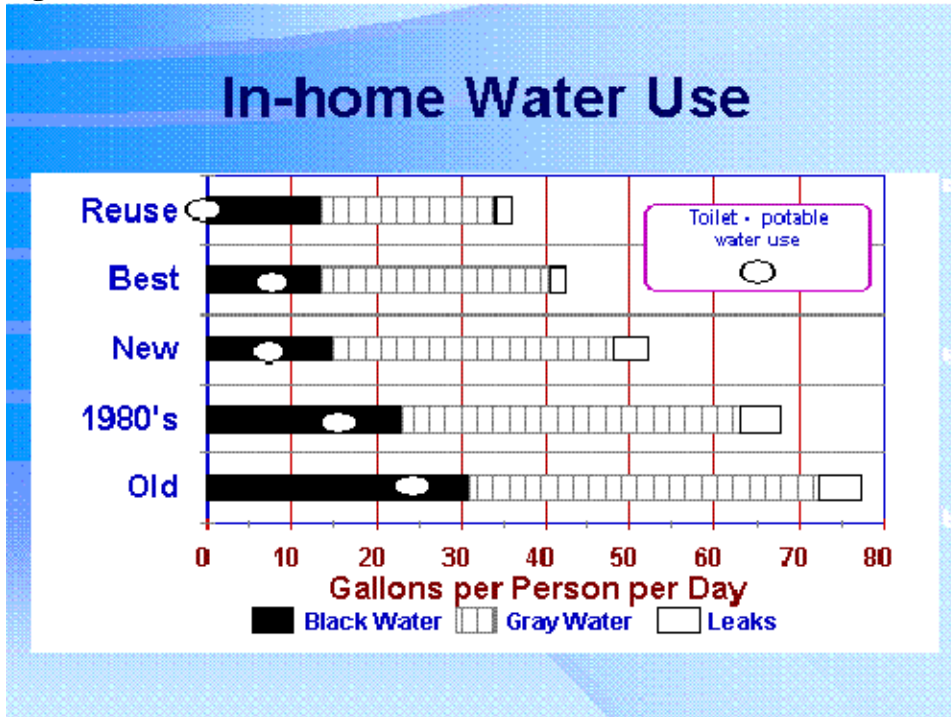 In-home Water Use
Reuse
Best
New
1980's
Old
Toilet - potable
water use
0 10 20 30 40 50 60 70 80
Gallons per Person per Day
Black Water Gray Water Leaks